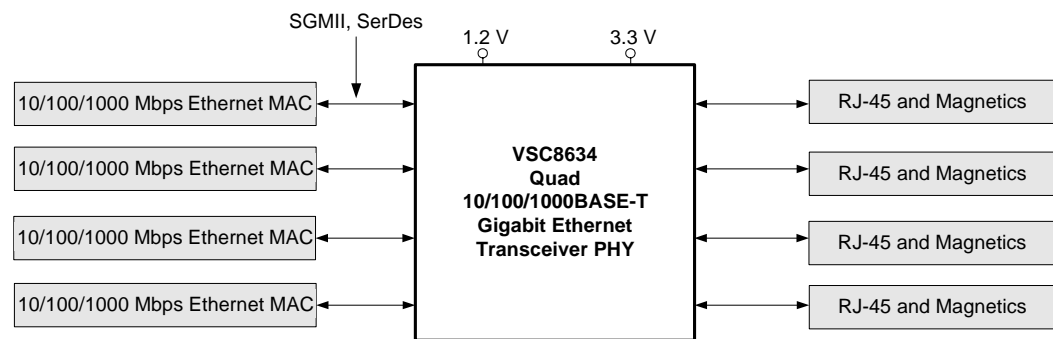 SGMII, SerDes
1.2 V
3.3 V
10/100/1000 Mbps Ethernet MAC
10/100/1000 Mbps Ethernet MAC
10/100/1000 Mbps Ethernet MAC
10/100/1000 Mbps Ethernet MAC
VSC8634
Quad
10/100/1000BASE-T
Gigabit Ethernet
Transceiver PHY
RJ-45 and Magnetics
RJ-45 and Magnetics
RJ-45 and Magnetics
RJ-45 and Magnetics